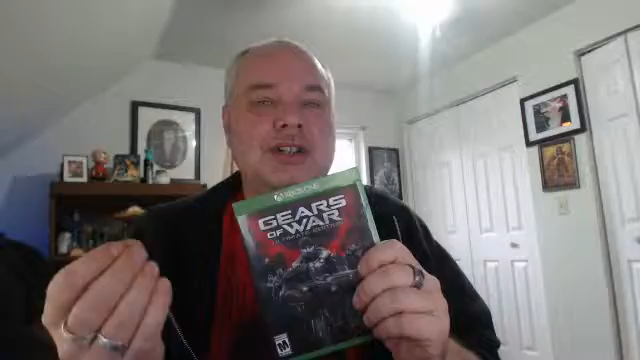 XBOX ONE
GEARS
OF WAR
ULTIMATE EDITION
M